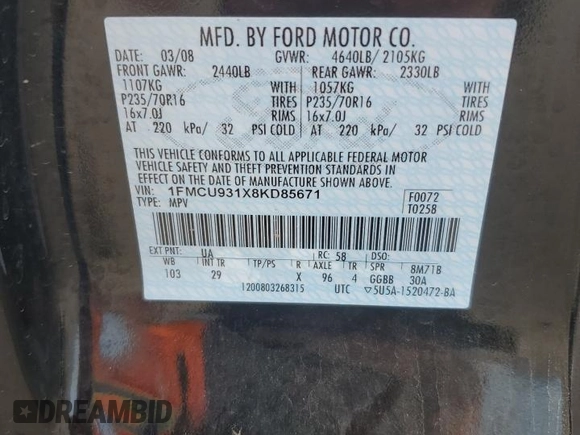 MFD. BY FORD MOTOR CO.
DATE: 03/08 GVWR: 4640LB/ 2105KG
FRONT GAWR: 2440LB REAR GAWR: 2330LB
1107KG WITH 1057KG WITH
P235/70R16 TIRES P235/70R16 TIRES
16x7.0J RIMS 16x7.0J RIMS
AT 220 kPa/ 32 PSI COLD AT 220 kPa/ 32 PSI COLD
THIS VEHICLE CONFORMS TO ALL APPLICABLE FEDERAL MOTOR
VEHICLE SAFETY AND THEFT PREVENTION STANDARDS IN
EFFECT ON THE DATE OF MANUFACTURE SHOWN ABOVE.
VIN: 1FMCU931X8KD85671 F0072
TYPE: MPV T0258
EXT PNT: UA RC: 58 DSO:
WB INT TR TP/PS R AXLE TR SPR 8M71B
103 29 X 96 4 GGBB 30A
1200803268315 UTC ▽5U5A-1520472-BA
DREAMBID